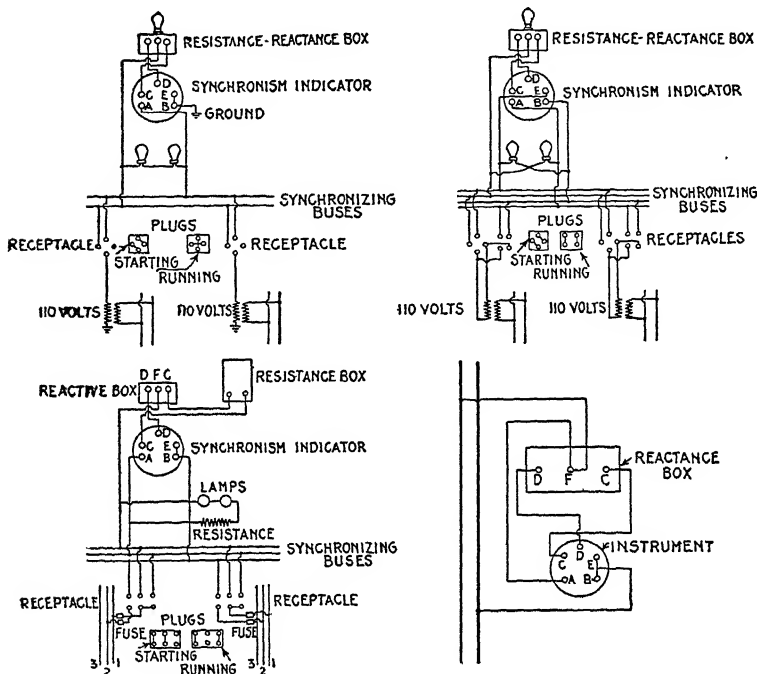 RESISTANCE-REACTANCE BOX
D
SYNCHRONISM INDICATOR
C E
A B
GROUND
SYNCHRONIZING
BUSES
PLUGS
RECEPTACLE
RECEPTACLE
STARTING
RUNNING
110 VOLTS
110 VOLTS
RESISTANCE-REACTANCE BOX
D
SYNCHRONISM INDICATOR
C E
A B
SYNCHRONIZING
BUSES
PLUGS
RECEPTACLES
STARTING
RUNNING
110 VOLTS
110 VOLTS
D F C
REACTIVE BOX
RESISTANCE BOX
D
SYNCHRONISM INDICATOR
C E
A B
LAMPS
RESISTANCE
SYNCHRONIZING
BUSES
RECEPTACLE
RECEPTACLE
PLUGS
FUSE
FUSE
STARTING
RUNNING
3 2 1
3 2 1
REACTANCE
BOX
D F C
INSTRUMENT
D
C E
A B